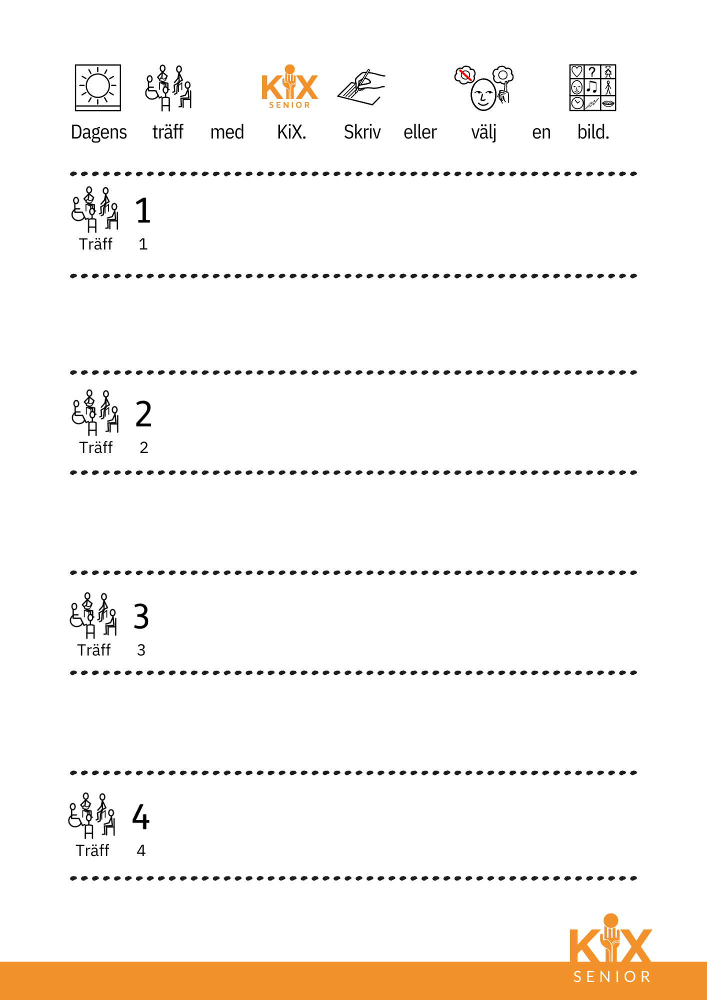 KiX
SENIOR
?
Dagens träff med KiX. Skriv eller välj en bild.
1
Träff 1
2
Träff 2
3
Träff 3
4
Träff 4
KiX
SENIOR